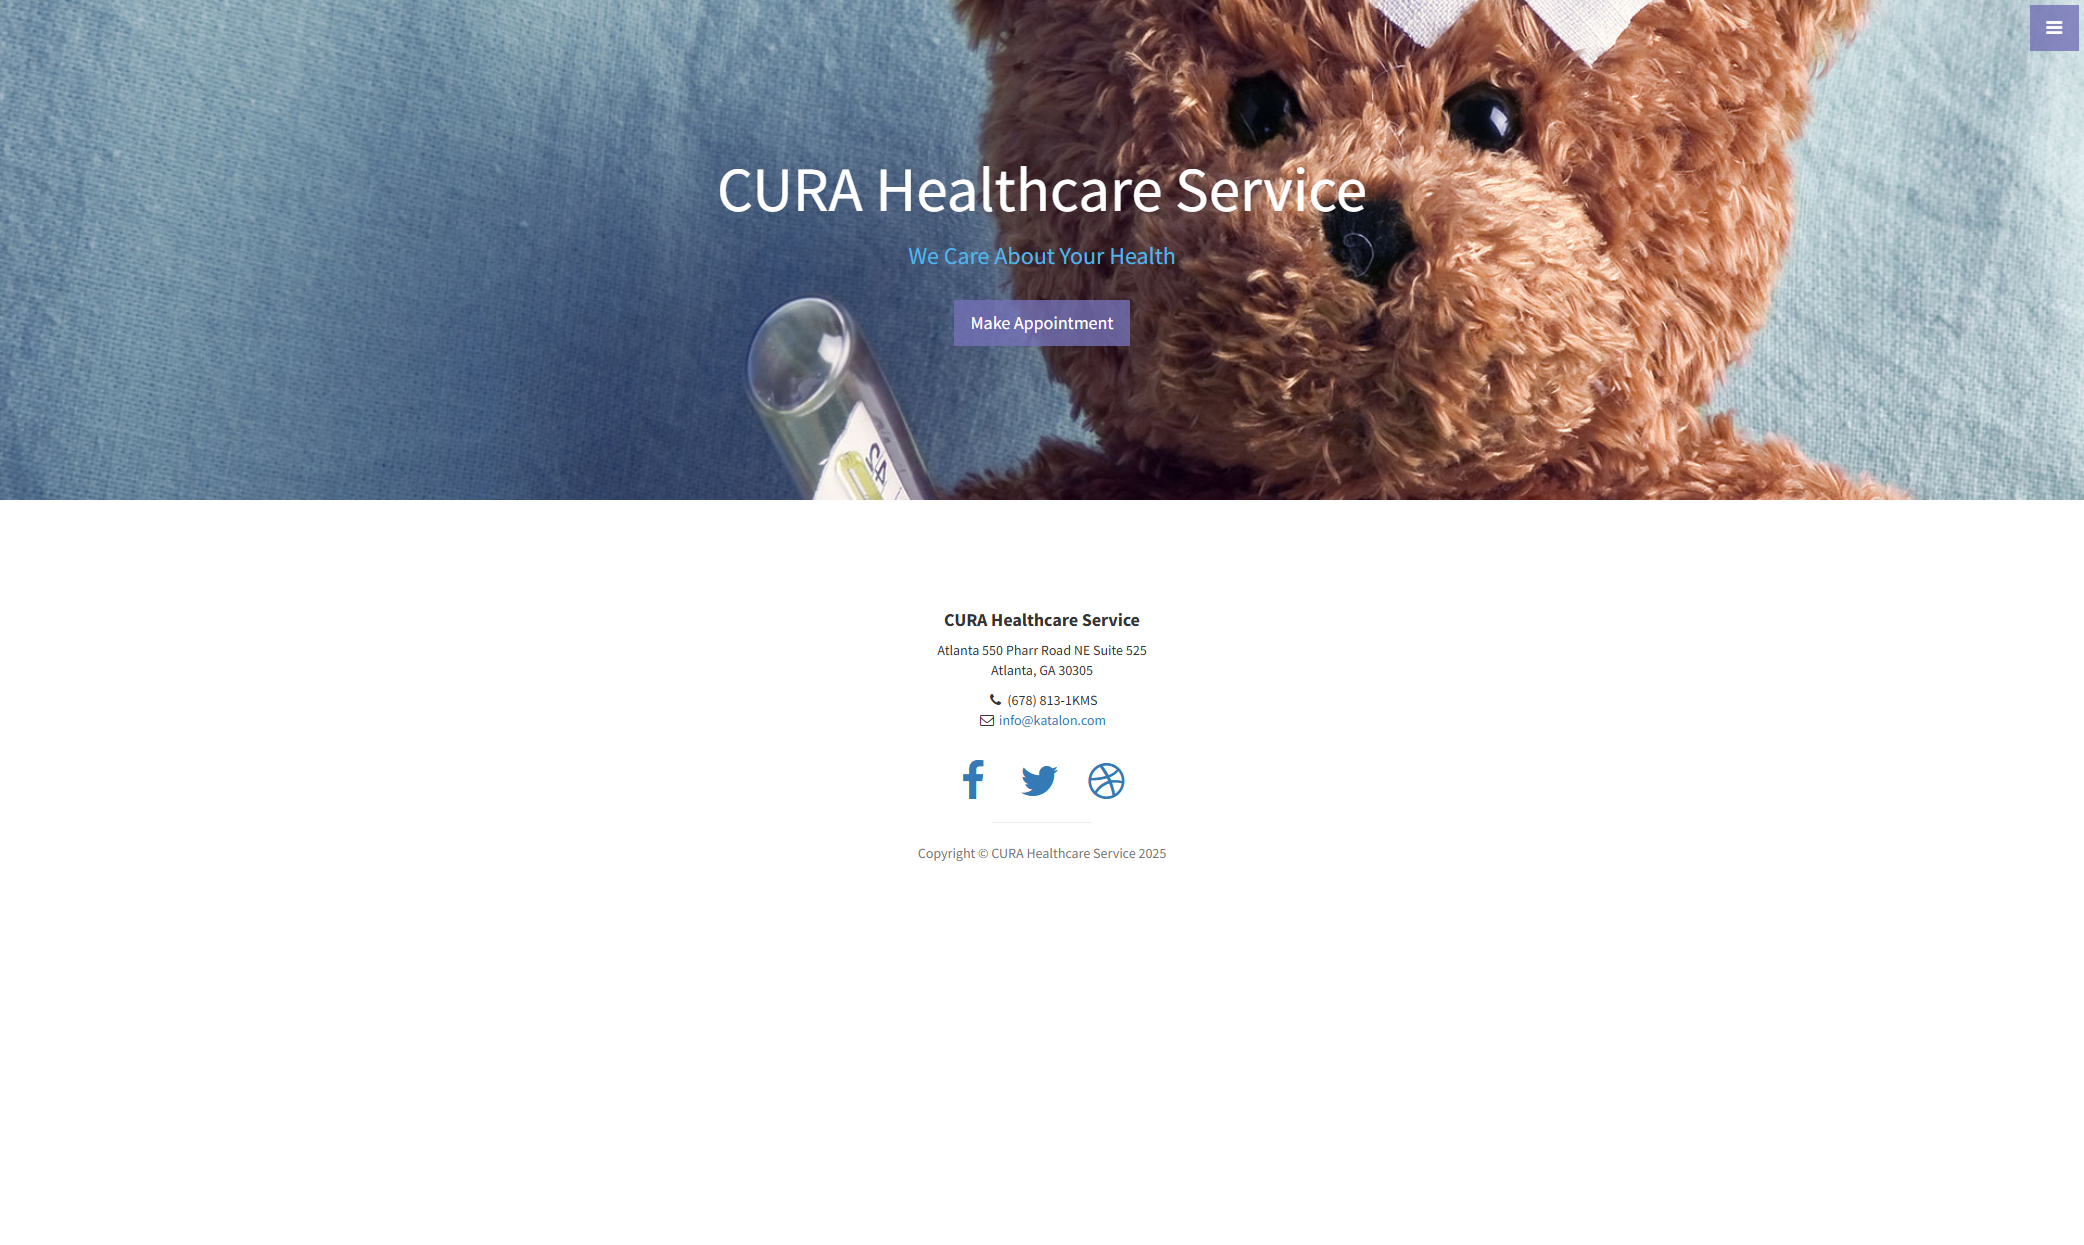 CURA Healthcare Service
We Care About Your Health
Make Appointment
CURA Healthcare Service
Atlanta 550 Pharr Road NE Suite 525
Atlanta, GA 30305
(678) 813-1KMS
info@katalon.com
Copyright © CURA Healthcare Service 2025